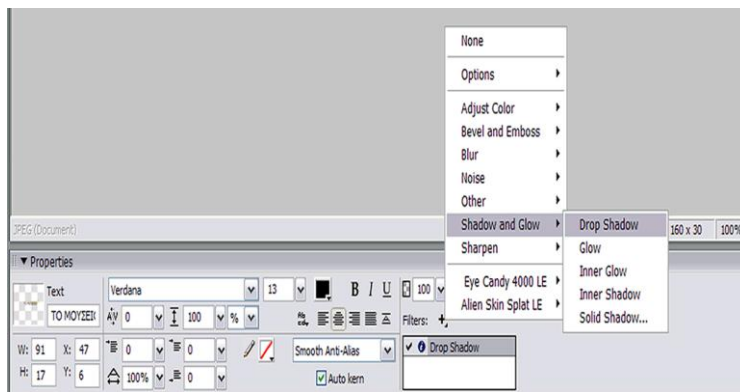 None
Options
Adjust Color
Bevel and Emboss
Blur
Noise
Other
Shadow and Glow
Sharpen
Eye Candy 4000 LE
Alien Skin Splat LE
Drop Shadow
Glow
Inner Glow
Inner Shadow
Solid Shadow...
JPEG (Document)
160 x 30 100%
Properties
Text Verdana 13 B I U 100
ΤΟ ΜΟΥΣΕΙΟ AV 0 100 % Filters:
W: 91 X: 47 0 0 Smooth Anti-Alias Drop Shadow
H: 17 Y: 6 100% 0 Auto kern